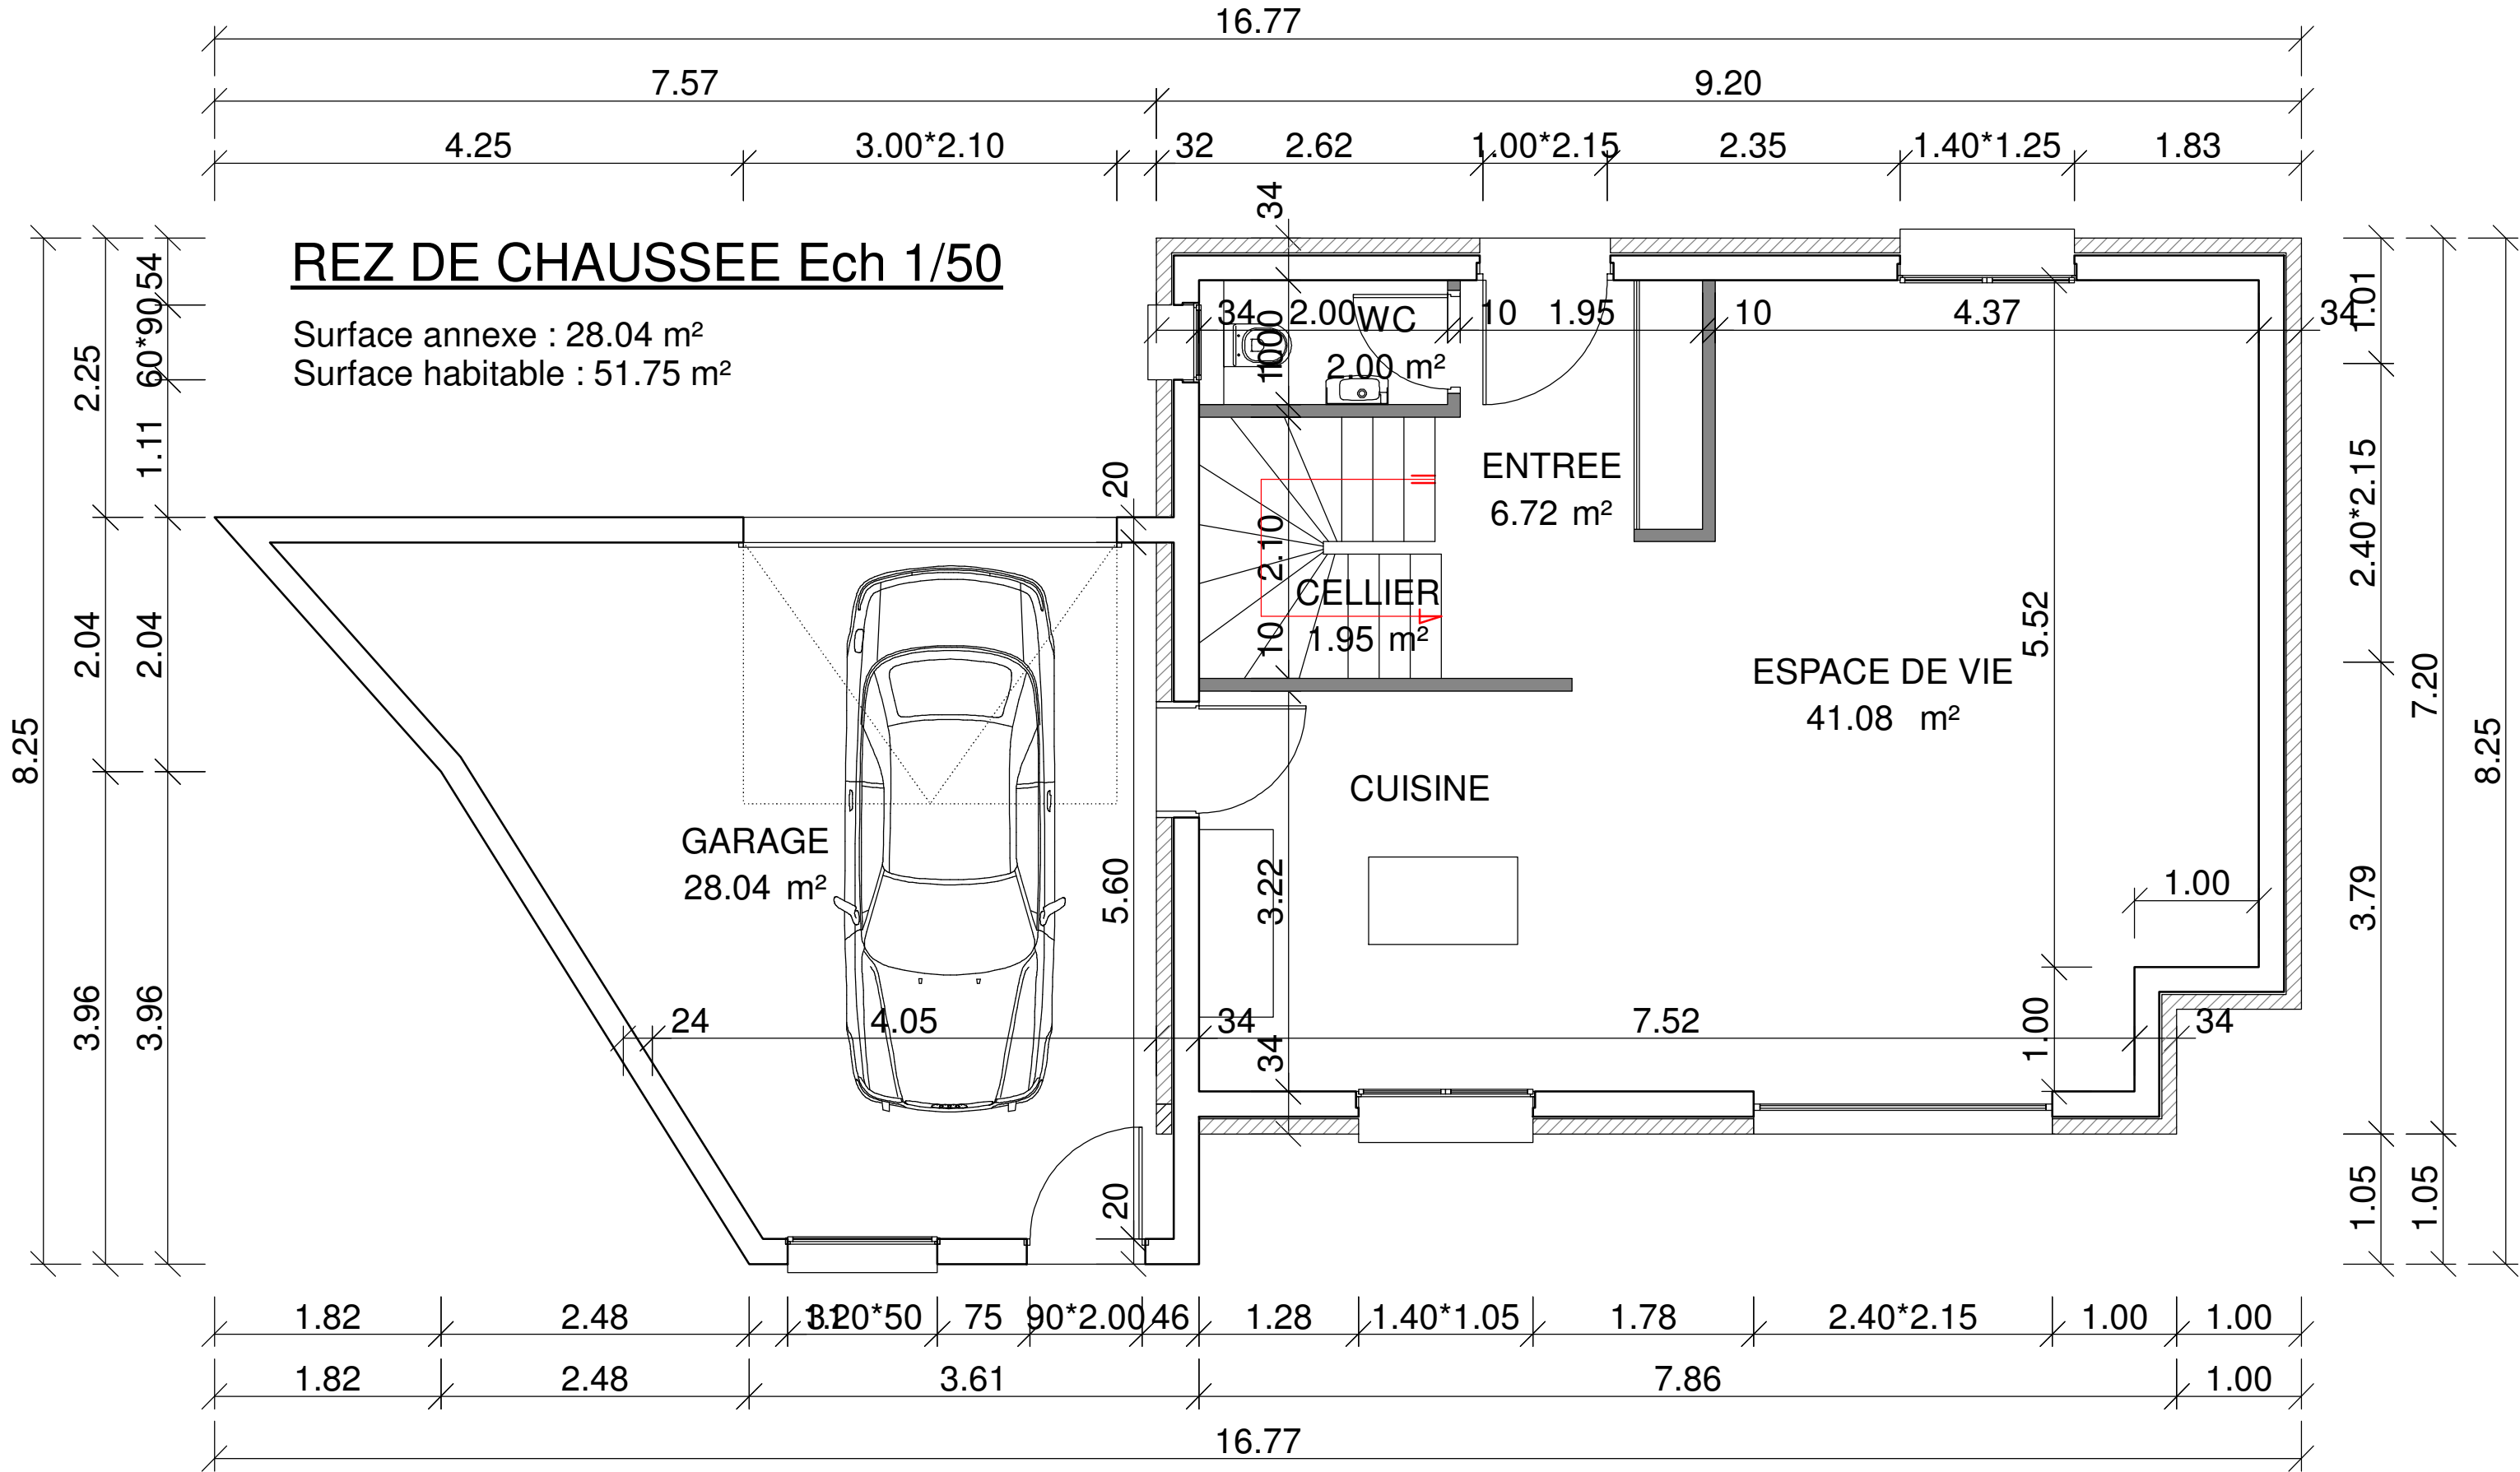 16.77
7.57 9.20
4.25 3.00*2.10 32 2.62 1.00*2.15 2.35 1.40*1.25 1.83
REZ DE CHAUSSEE Ech 1/50
Surface annexe : 28.04 m²
Surface habitable : 51.75 m²
8.25
2.25
2.04
3.96
54
60*90
1.11
2.04
3.96
34
34 2.00 10 1.95 10 4.37 34
WC
2.00 m²
1.00
10
ENTREE
6.72 m²
2.10
CELLIER
1.95 m²
10
20
5.60
20
GARAGE
28.04 m²
CUISINE
3.22
34
ESPACE DE VIE
41.08 m²
5.52
1.00
1.00
24 4.05 34 7.52 34
1.01
2.40*2.15
3.79
1.05
7.20
1.05
8.25
1.82 2.48 31 1.20*50 75 90*2.00 46 1.28 1.40*1.05 1.78 2.40*2.15 1.00 1.00
1.82 2.48 3.61 7.86 1.00
16.77